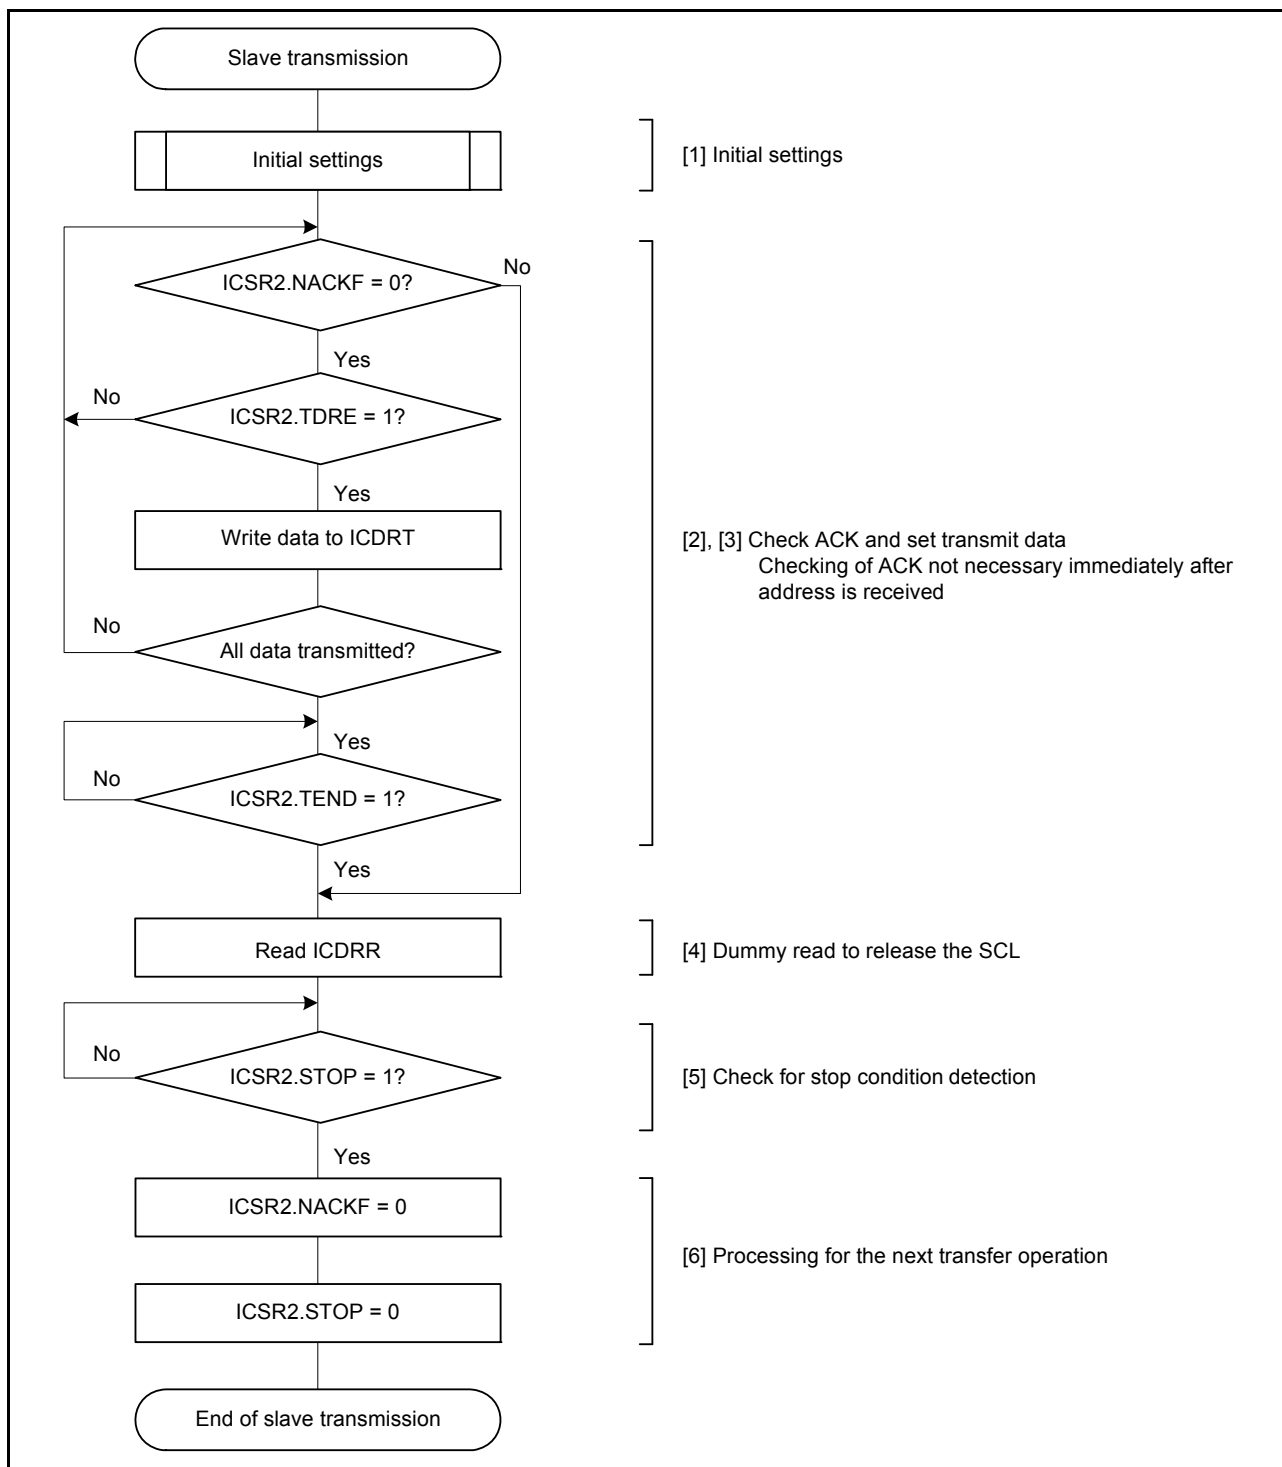 Slave transmission
Initial settings
[1] Initial settings
ICSR2.NACKF = 0?
No
Yes
No
ICSR2.TDRE = 1?
Yes
Write data to ICDRT
[2], [3] Check ACK and set transmit data
Checking of ACK not necessary immediately after
address is received
No
All data transmitted?
Yes
No
ICSR2.TEND = 1?
Yes
Read ICDRR
[4] Dummy read to release the SCL
No
ICSR2.STOP = 1?
[5] Check for stop condition detection
Yes
ICSR2.NACKF = 0
[6] Processing for the next transfer operation
ICSR2.STOP = 0
End of slave transmission